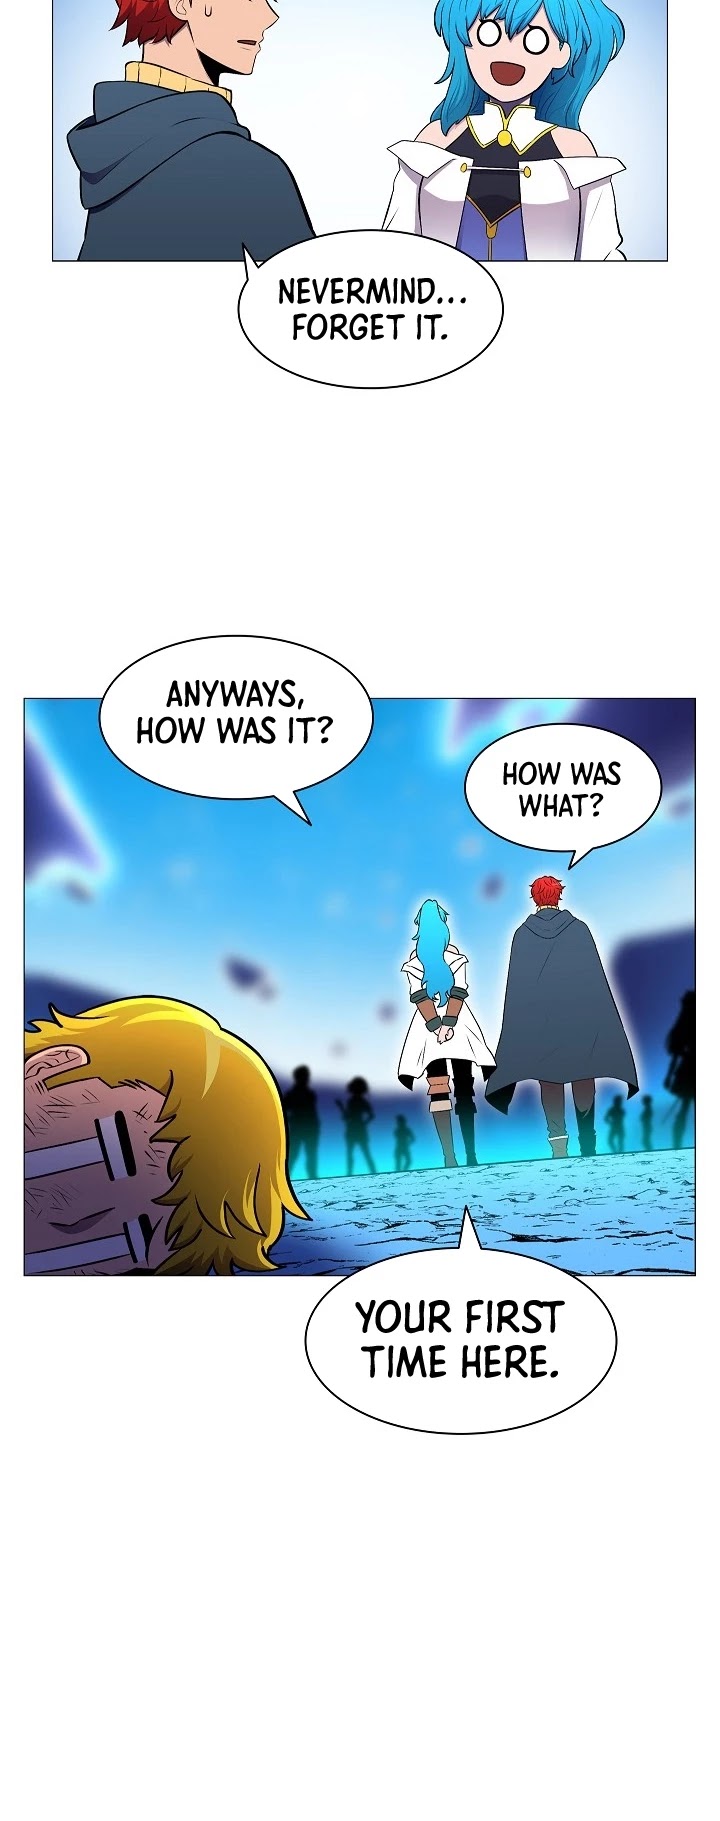 NEVERMIND...
FORGET IT.
ANYWAYS,
HOW WAS IT?
HOW WAS
WHAT?
YOUR FIRST
TIME HERE.